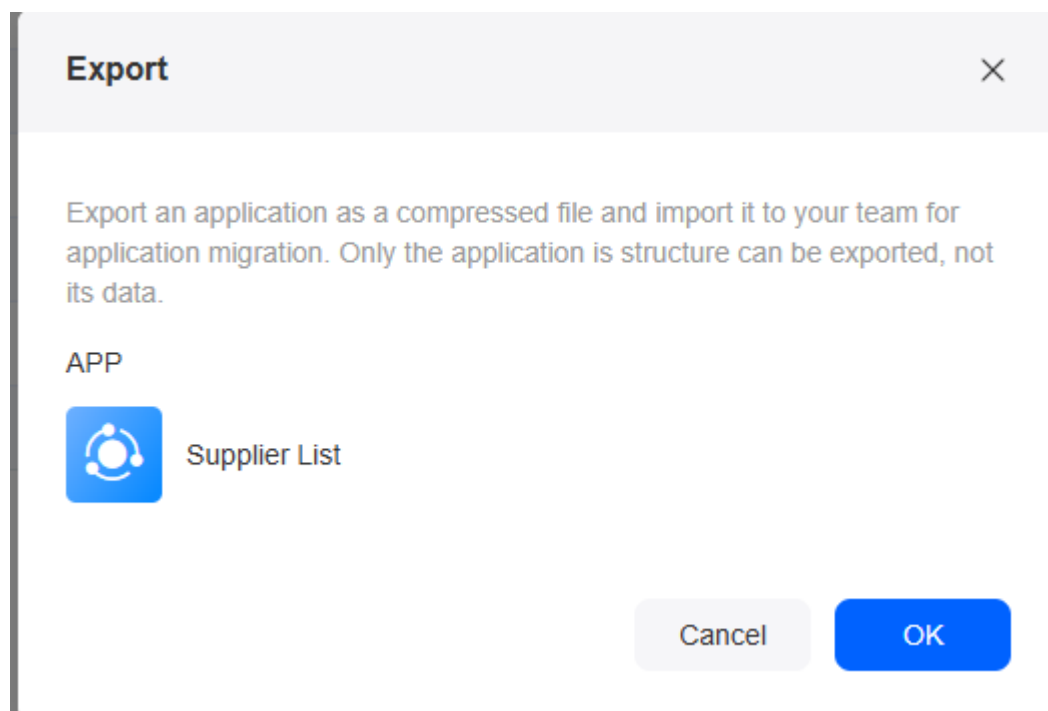 Export
Export an application as a compressed file and import it to your team for
application migration. Only the application is structure can be exported, not
its data.
APP
Supplier List
Cancel
OK